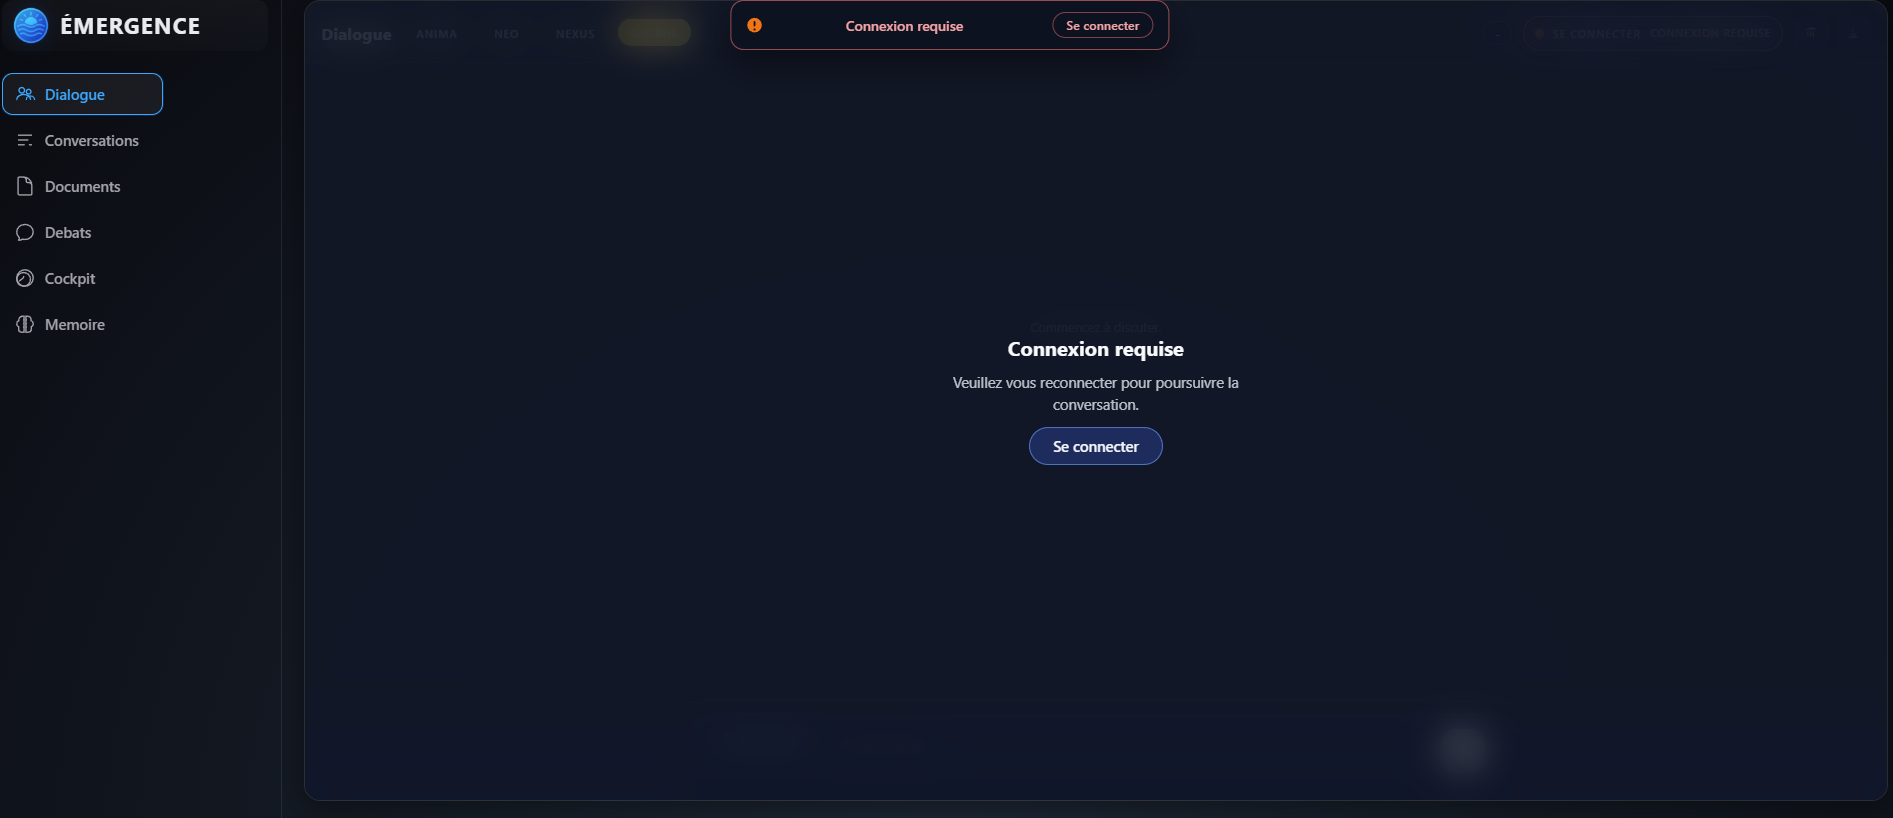 ÉMERGENCE
Dialogue
Conversations
Documents
Debats
Cockpit
Memoire
Dialogue ANIMA NEO NEXUS
Connexion requise Se connecter
SE CONNECTER CONNEXION REQUISE
Commencez à discuter
Connexion requise
Veuillez vous reconnecter pour poursuivre la
conversation.
Se connecter